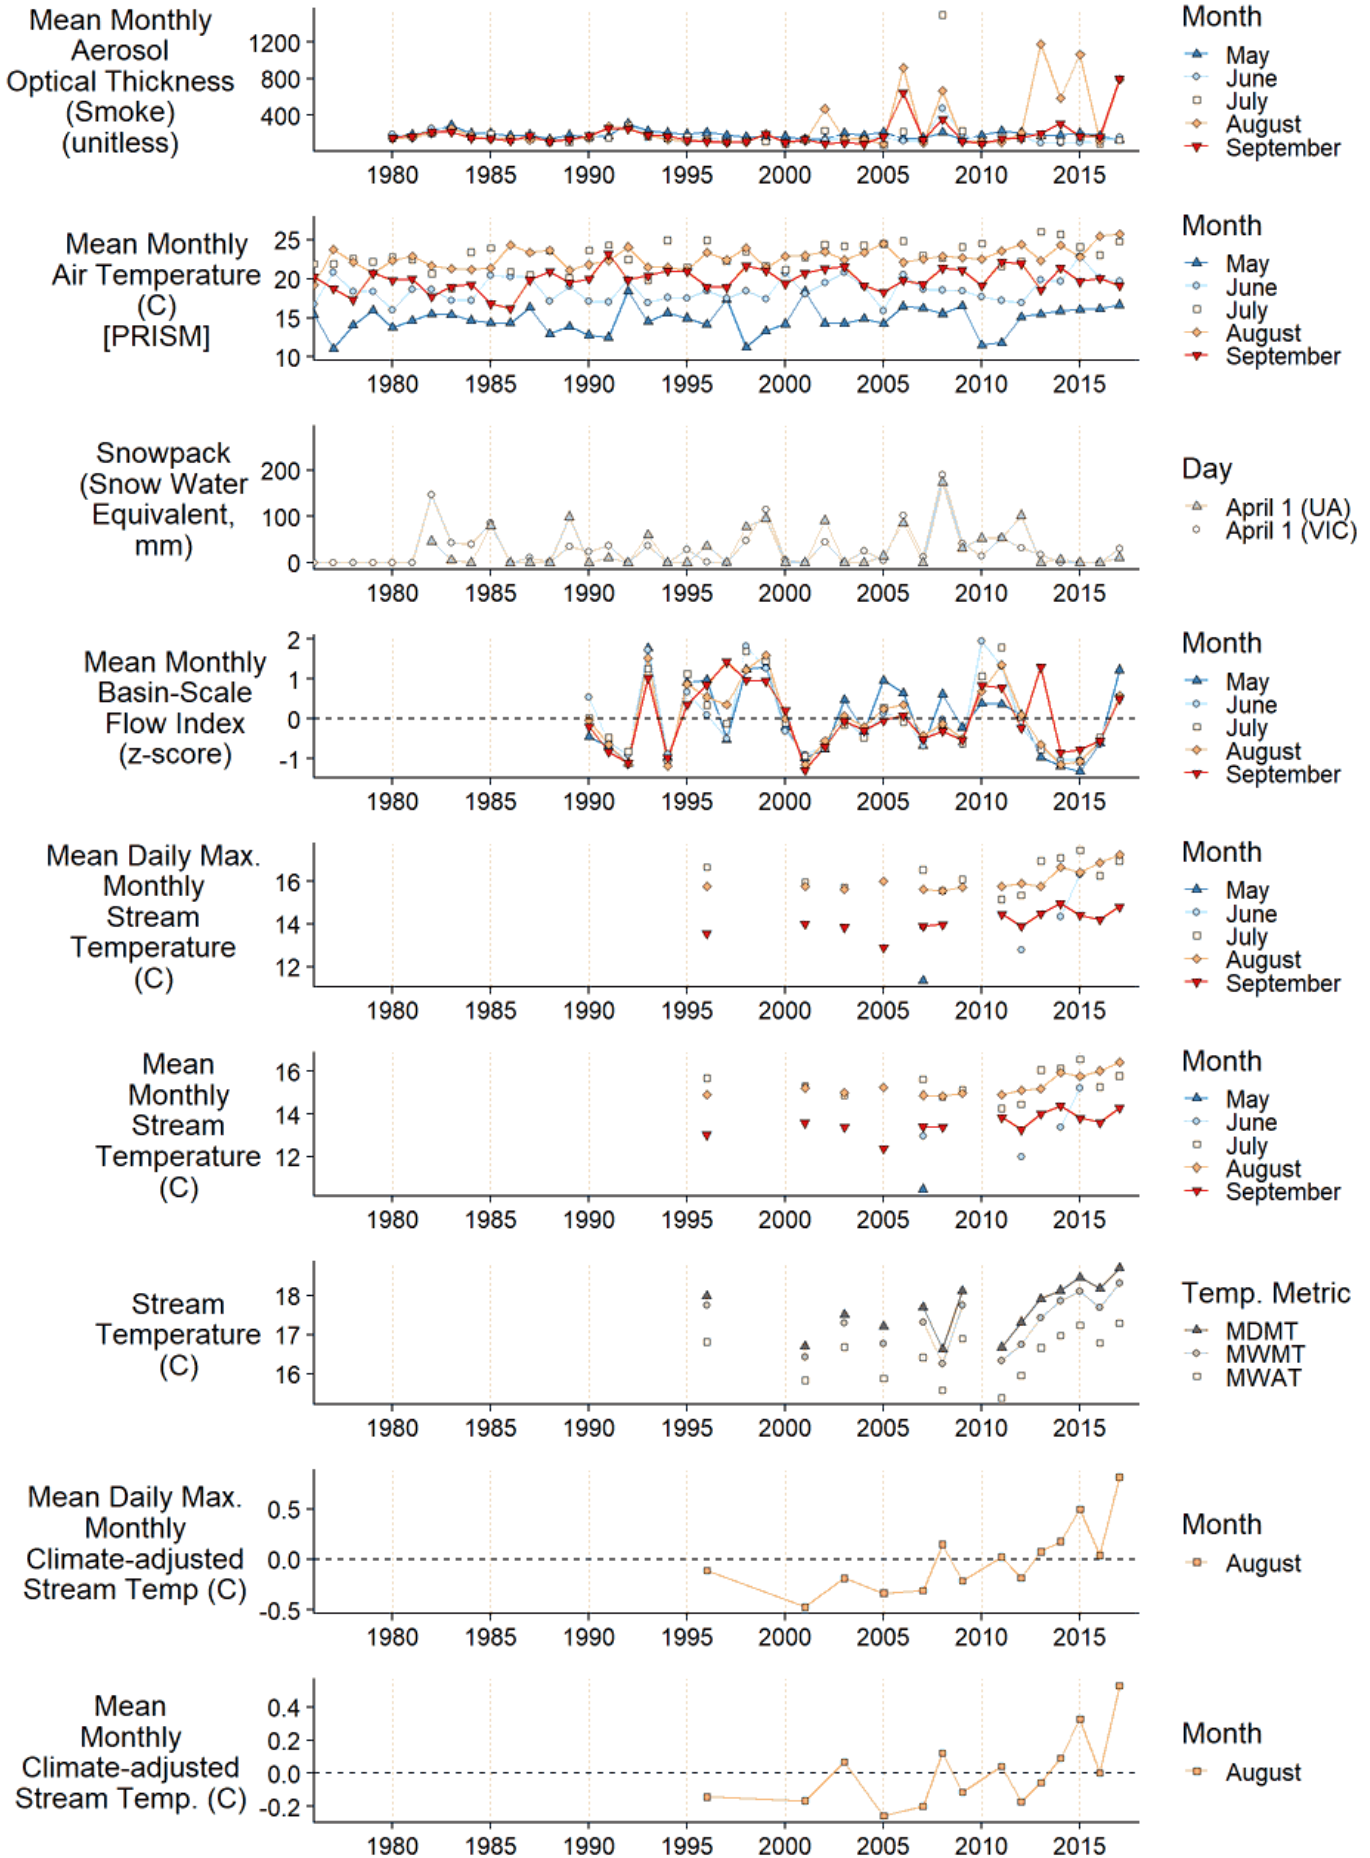 Mean Monthly
Aerosol
Optical Thickness
(Smoke)
(unitless)
1200
800
400
1980 1985 1990 1995 2000 2005 2010 2015
Month
May
June
July
August
September
Mean Monthly
Air Temperature
(C)
[PRISM]
25
20
15
10
1980 1985 1990 1995 2000 2005 2010 2015
Month
May
June
July
August
September
Snowpack
(Snow Water
Equivalent,
mm)
200
100
0
1980 1985 1990 1995 2000 2005 2010 2015
Day
April 1 (UA)
April 1 (VIC)
Mean Monthly
Basin-Scale
Flow Index
(z-score)
2
1
0
-1
1980 1985 1990 1995 2000 2005 2010 2015
Month
May
June
July
August
September
Mean Daily Max.
Monthly
Stream
Temperature
(C)
16
14
12
1980 1985 1990 1995 2000 2005 2010 2015
Month
May
June
July
August
September
Mean
Monthly
Stream
Temperature
(C)
16
14
12
1980 1985 1990 1995 2000 2005 2010 2015
Month
May
June
July
August
September
Stream
Temperature
(C)
18
17
16
1980 1985 1990 1995 2000 2005 2010 2015
Temp. Metric
MDMT
MWMT
MWAT
Mean Daily Max.
Monthly
Climate-adjusted
Stream Temp (C)
0.5
0.0
-0.5
1980 1985 1990 1995 2000 2005 2010 2015
Month
August
Mean
Monthly
Climate-adjusted
Stream Temp. (C)
0.4
0.2
0.0
-0.2
1980 1985 1990 1995 2000 2005 2010 2015
Month
August